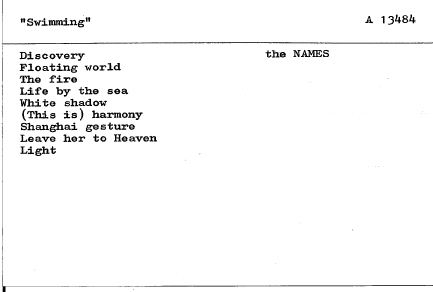 "Swimming" A 13484
Discovery the NAMES
Floating world
The fire
Life by the sea
White shadow
(This is) harmony
Shanghai gesture
Leave her to Heaven
Light